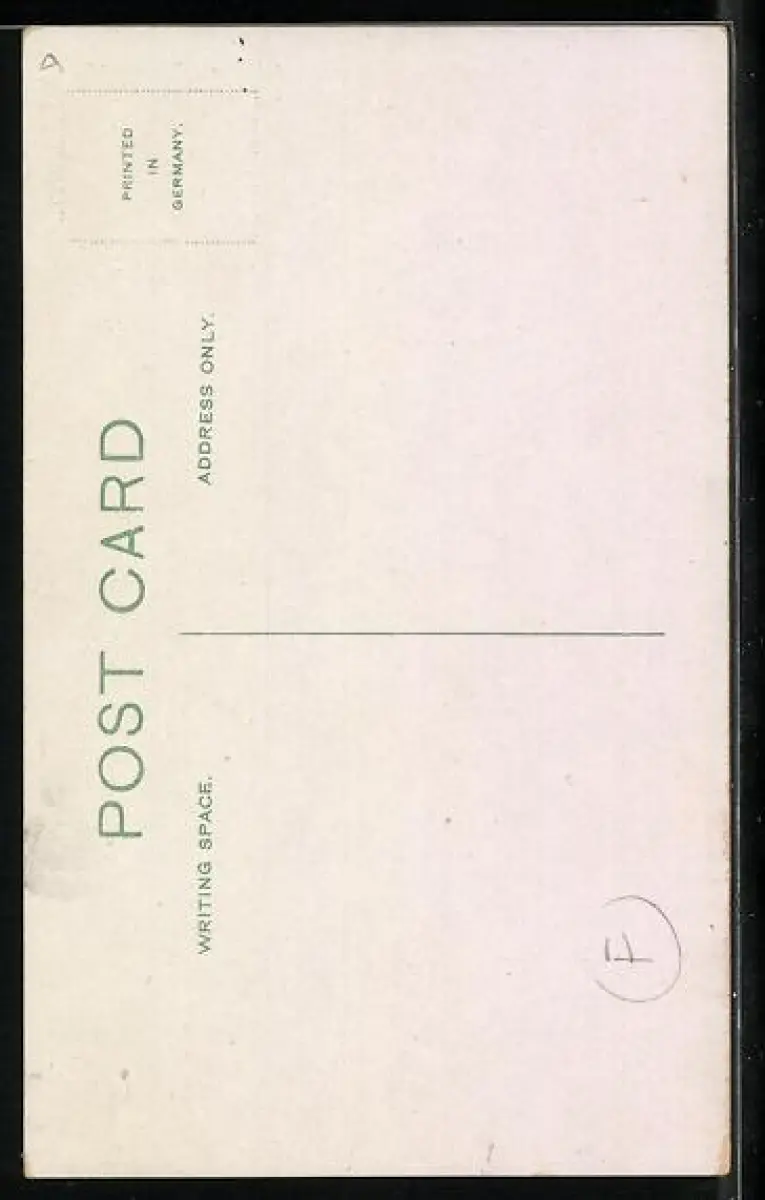 POST CARD
PRINTED
IN
GERMANY.
WRITING SPACE.
ADDRESS ONLY.
F